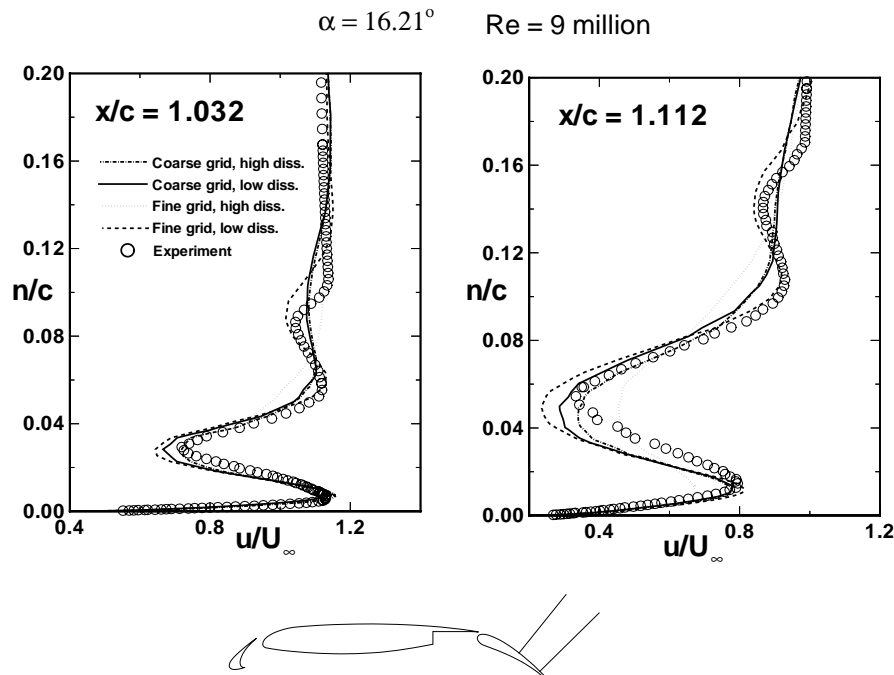 α = 16.21°
Re = 9 million
0.20
0.16
0.12
n/c
0.08
0.04
0.00
0.4
0.8
1.2
u/U∞
x/c = 1.032
Coarse grid, high diss.
Coarse grid, low diss.
Fine grid, high diss.
Fine grid, low diss.
Experiment
0.20
0.16
0.12
n/c
0.08
0.04
0.00
0.4
0.8
1.2
u/U∞
x/c = 1.112